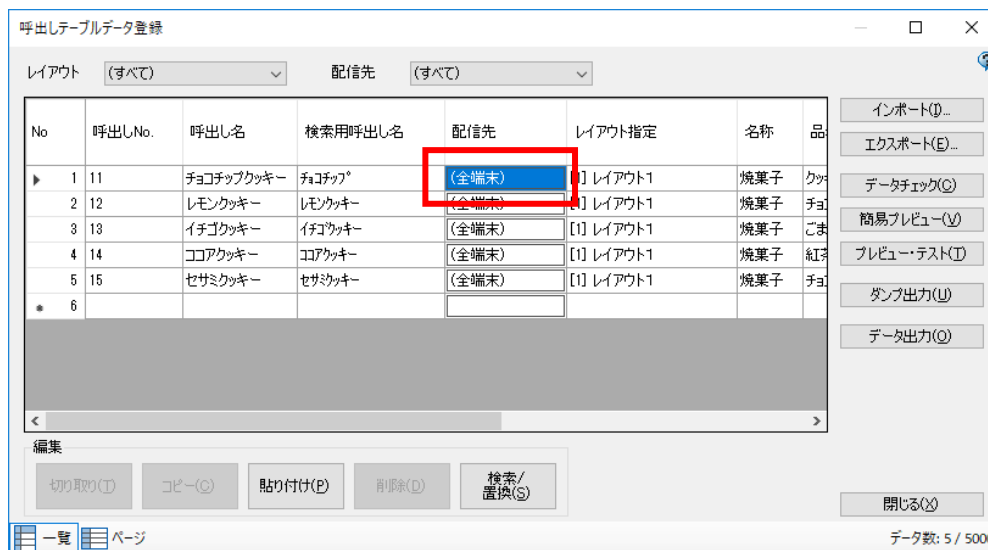 呼出しテーブルデータ登録
レイアウト (すべて) 配信先 (すべて)
No 呼出しNo. 呼出し名 検索用呼出し名 配信先 レイアウト指定 名称
1 11 チョコチップクッキー ﾁｮｺﾁｯﾌﾟ (全端末) レイアウト1 焼菓子
2 12 レモンクッキー ﾚﾓﾝｸｯｷｰ (全端末) レイアウト1 焼菓子
3 13 イチゴクッキー ｲﾁｺﾞｸｯｷｰ (全端末) [1] レイアウト1 焼菓子 ごま
4 14 ココアクッキー ｺｺｱｸｯｷｰ (全端末) [1] レイアウト1 焼菓子 紅茶
5 15 セサミクッキー ｾｻﾐｸｯｷｰ (全端末) [1] レイアウト1 焼菓子
6
インポート(I)...
エクスポート(E)...
データチェック(C)
簡易プレビュー(V)
プレビュー・テスト(T)
ダンプ出力(U)
データ出力(O)
編集
切り取り(T) コピー(C) 貼り付け(P) 削除(D) 検索/
置換(S)
閉じる(X)
一覧 ページ データ数: 5 / 5000